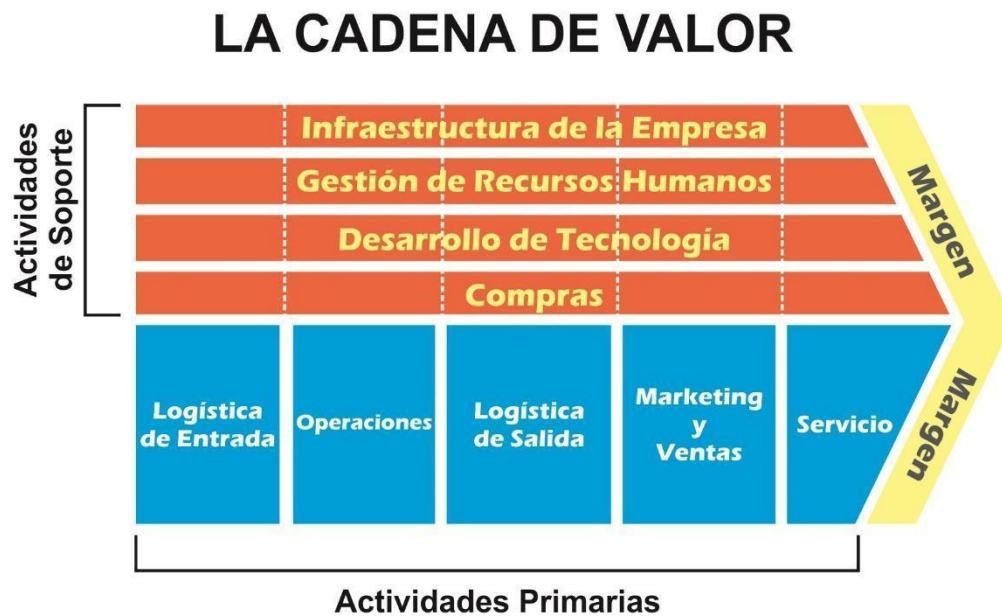 LA CADENA DE VALOR
Actividades
de Soporte
Infraestructura de la Empresa
Gestión de Recursos Humanos
Desarrollo de Tecnología
Compras
Margen
Logística
de Entrada
Operaciones
Logística
de Salida
Marketing
y
Ventas
Servicio
Margen
Actividades Primarias